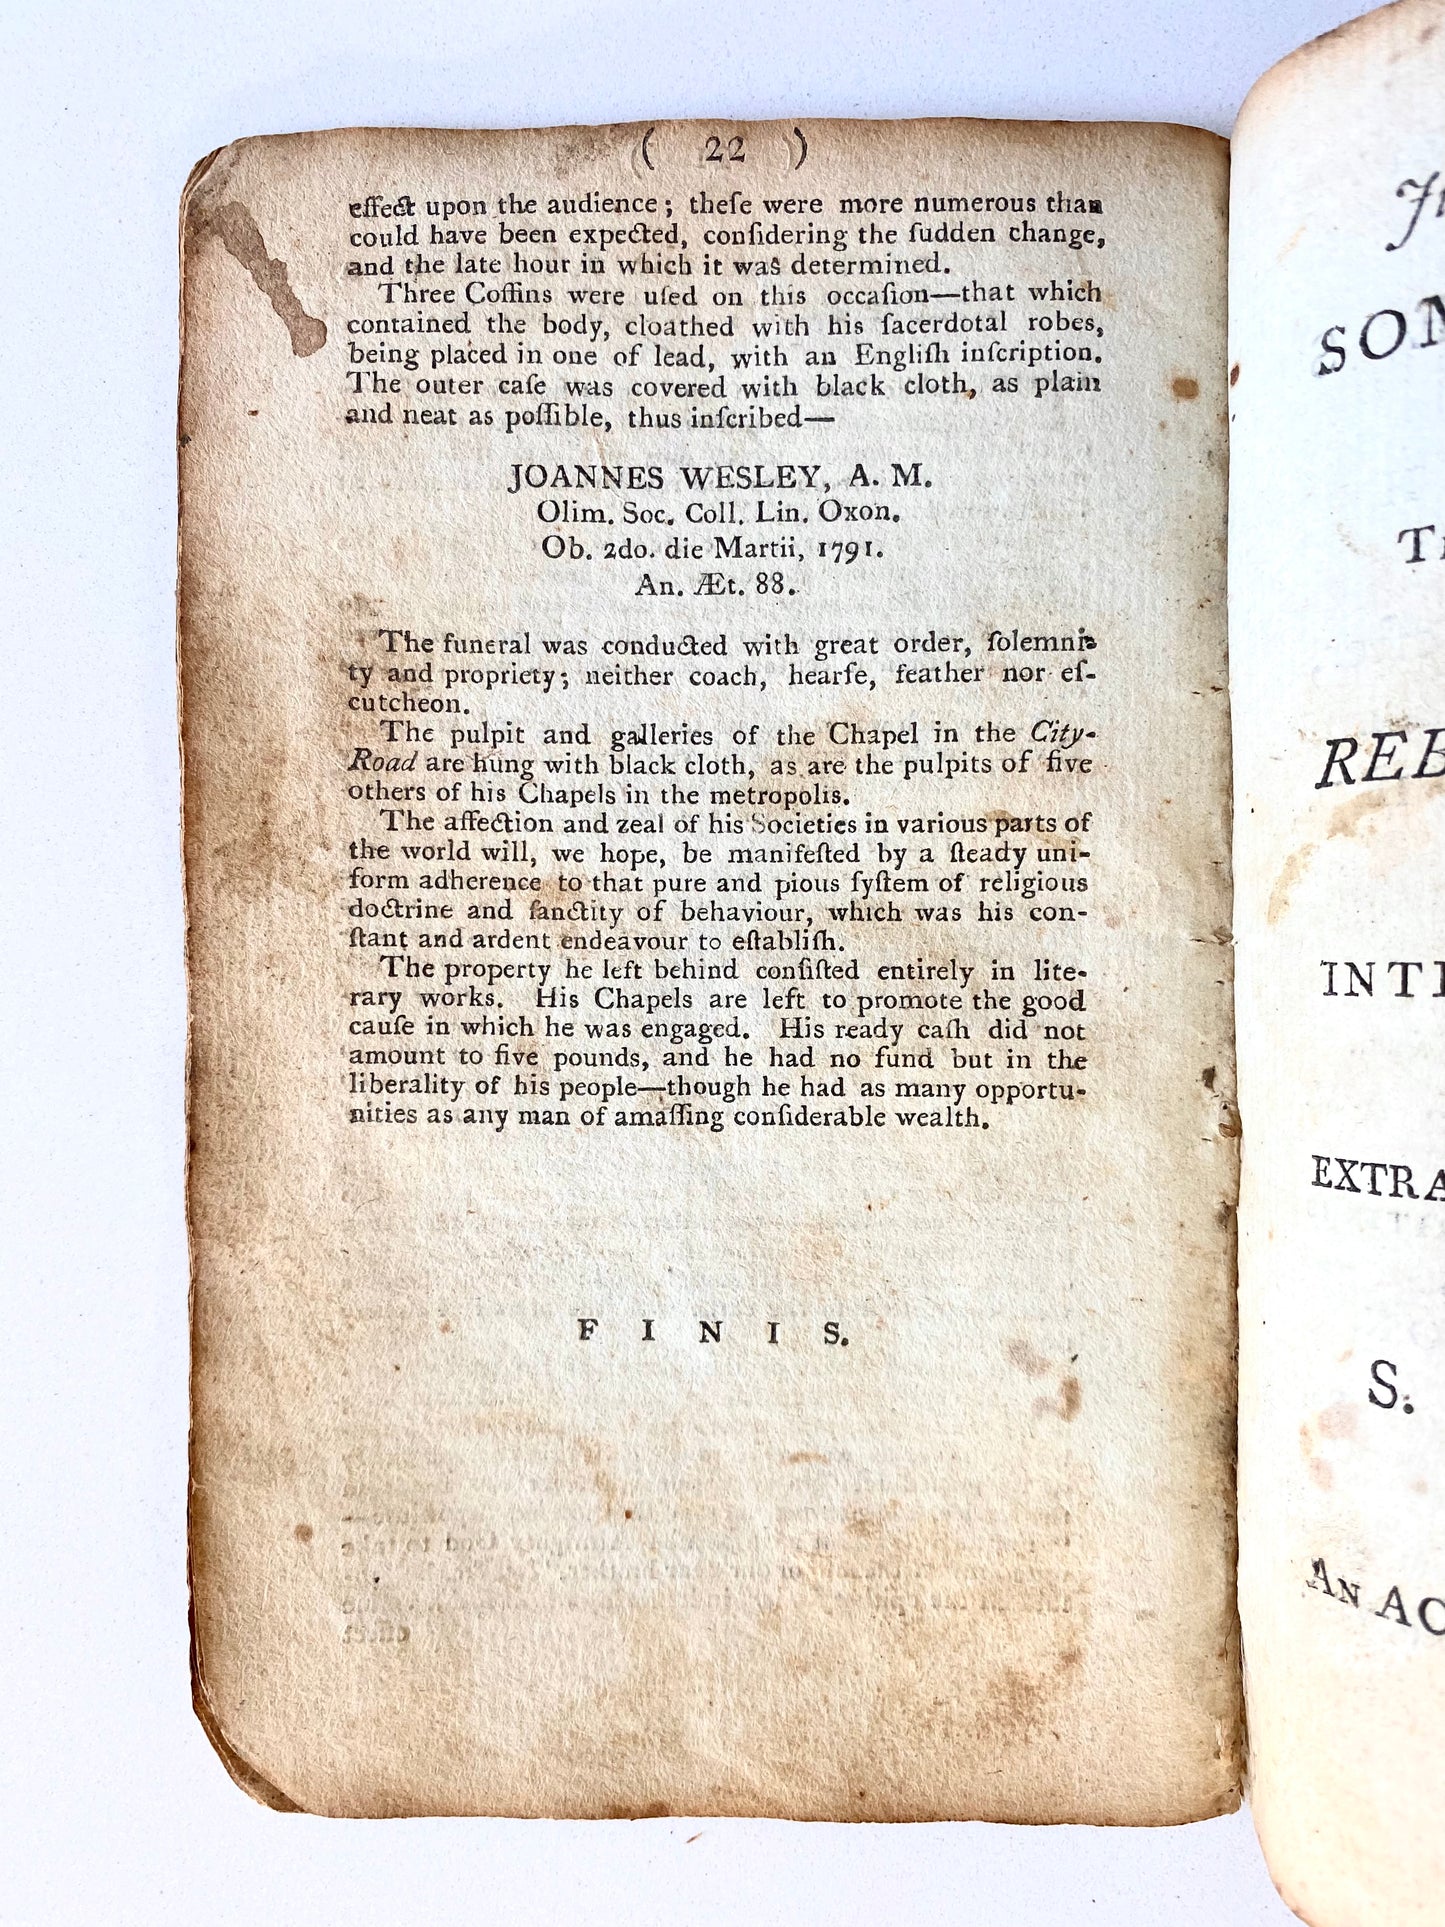 ( 22 )
effect upon the audience; theſe were more numerous than
could have been expected, conſidering the ſudden change,
and the late hour in which it was determined.
Three Coffins were uſed on this occaſion—that which
contained the body, cloathed with his ſacerdotal robes,
being placed in one of lead, with an Engliſh inſcription.
The outer caſe was covered with black cloth, as plain
and neat as poſſible, thus inſcribed—
JOANNES WESLEY, A. M.
Olim. Soc. Coll. Lin. Oxon.
Ob. 2do. die Martii, 1791.
An. Æt. 88.
The funeral was conducted with great order, ſolemni-
ty and propriety; neither coach, hearſe, feather nor eſ-
cutcheon.
The pulpit and galleries of the Chapel in the City-
Road are hung with black cloth, as are the pulpits of five
others of his Chapels in the metropolis.
The affection and zeal of his Societies in various parts of
the world will, we hope, be manifeſted by a ſteady uni-
form adherence to that pure and pious ſyſtem of religious
doctrine and ſanctity of behaviour, which was his con-
ſtant and ardent endeavour to eſtabliſh.
The property he left behind conſiſted entirely in lite-
rary works. His Chapels are left to promote the good
cauſe in which he was engaged. His ready caſh did not
amount to five pounds, and he had no fund but in the
liberality of his people—though he had as many opportu-
nities as any man of amaſſing conſiderable wealth.
FINIS.
SOM
T
REB
INT
EXTRA
S.
AN AC